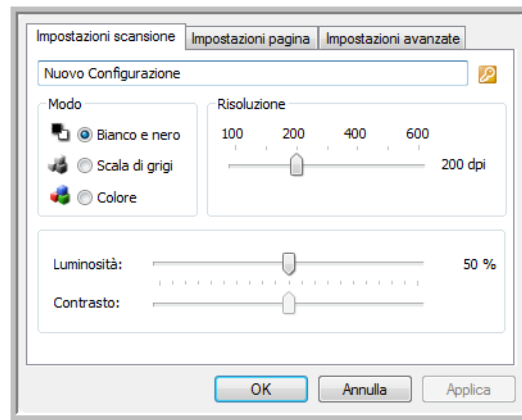 Impostazioni scansione Impostazioni pagina Impostazioni avanzate
Nuovo Configurazione
Modo
Bianco e nero
Scala di grigi
Colore
Risoluzione
100 200 400 600
200 dpi
Luminosità: 50 %
Contrasto:
OK Annulla Applica